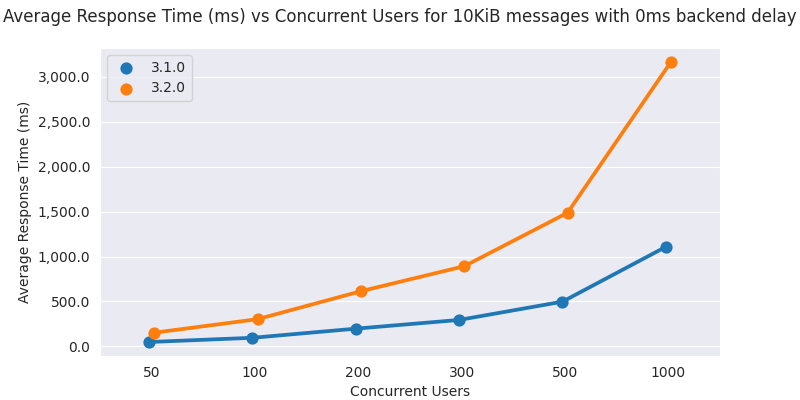 Average Response Time (ms) vs Concurrent Users for 10KiB messages with 0ms backend delay
3.1.0
3.2.0
3,000.0
2,500.0
2,000.0
1,500.0
1,000.0
500.0
0.0
Average Response Time (ms)
50 100 200 300 500 1000
Concurrent Users